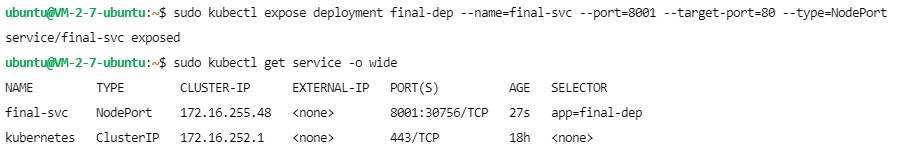 ubuntu@VM-2-7-ubuntu:~$ sudo kubectl expose deployment final-dep --name=final-svc --port=8001 --target-port=80 --type=NodePort
service/final-svc exposed
ubuntu@VM-2-7-ubuntu:~$ sudo kubectl get service -o wide
NAME TYPE CLUSTER-IP EXTERNAL-IP PORT(S) AGE SELECTOR
final-svc NodePort 172.16.255.48 <none> 8001:30756/TCP 27s app=final-dep
kubernetes ClusterIP 172.16.252.1 <none> 443/TCP 18h <none>